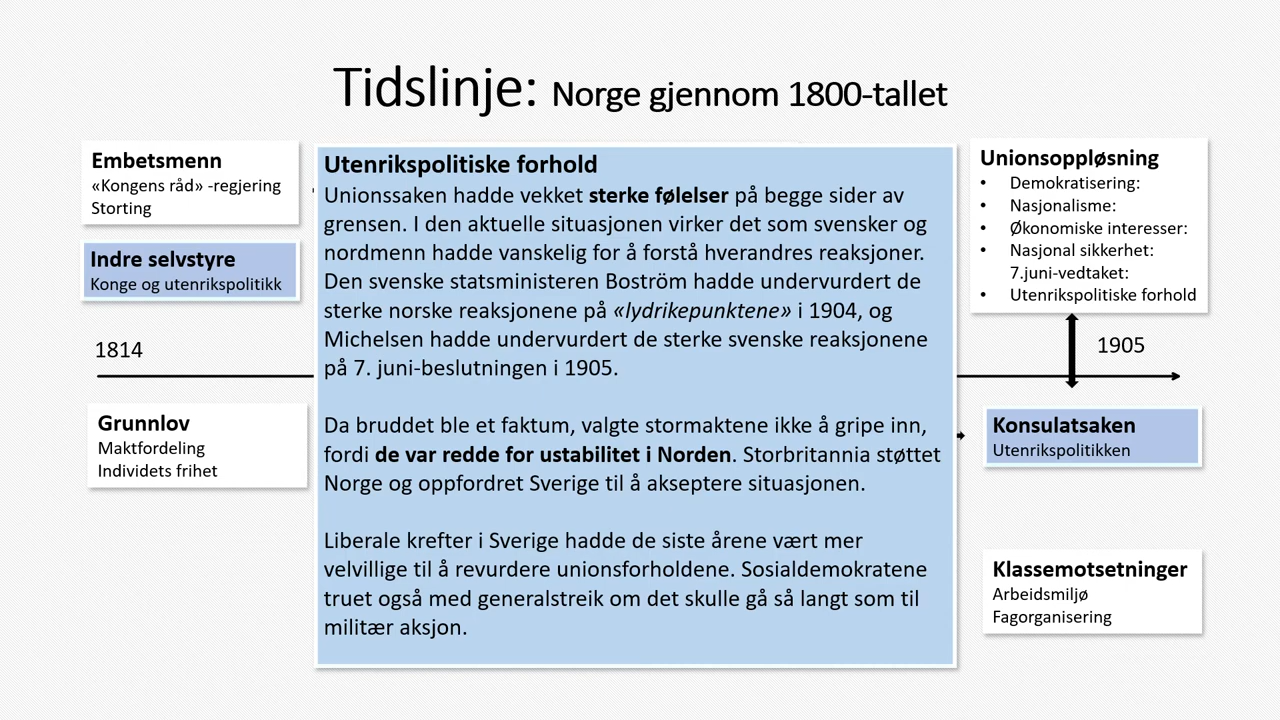 Tidslinje: Norge gjennom 1800-tallet
Embetsmenn
«Kongens råd» -regjering
Storting
Indre selvstyre
Konge og utenrikspolitikk
1814
Grunnlov
Maktfordeling
Individets frihet
Utenrikspolitiske forhold
Unionssaken hadde vekket sterke følelser på begge sider av
grensen. I den aktuelle situasjonen virker det som svensker og
nordmenn hadde vanskelig for å forstå hverandres reaksjoner.
Den svenske statsministeren Boström hadde undervurdert de
sterke norske reaksjonene på «lydrikepunktene» i 1904, og
Michelsen hadde undervurdert de sterke svenske reaksjonene
på 7. juni-beslutningen i 1905.
Da bruddet ble et faktum, valgte stormaktene ikke å gripe inn,
fordi de var redde for ustabilitet i Norden. Storbritannia støttet
Norge og oppfordret Sverige til å akseptere situasjonen.
Liberale krefter i Sverige hadde de siste årene vært mer
velvillige til å revurdere unionsforholdene. Sosialdemokratene
truet også med generalstreik om det skulle gå så langt som til
militær aksjon.
Unionsoppløsning
• Demokratisering:
• Nasjonalisme:
• Økonomiske interesser:
• Nasjonal sikkerhet:
7.juni-vedtaket:
• Utenrikspolitiske forhold
1905
Konsulatsaken
Utenrikspolitikken
Klassemotsetninger
Arbeidsmiljø
Fagorganisering